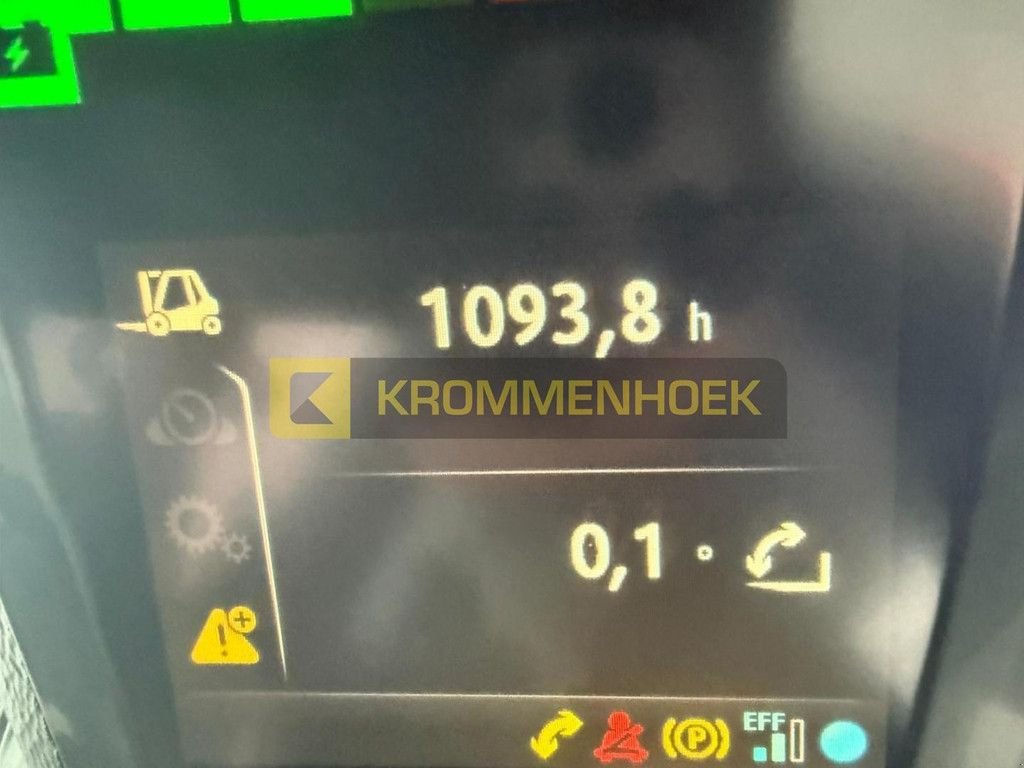 1093,8 h
KROMMENHOEK
0,1 °
P
EFF